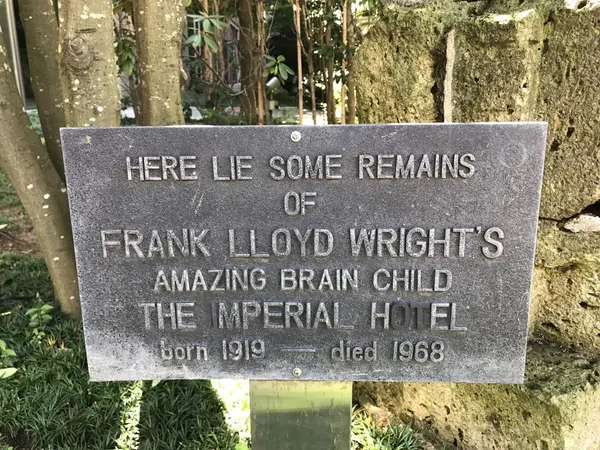 HERE LIE SOME REMAINS
OF
FRANK LLOYD WRIGHT'S
AMAZING BRAIN CHILD
THE IMPERIAL HOTEL
born 1919 — died 1968